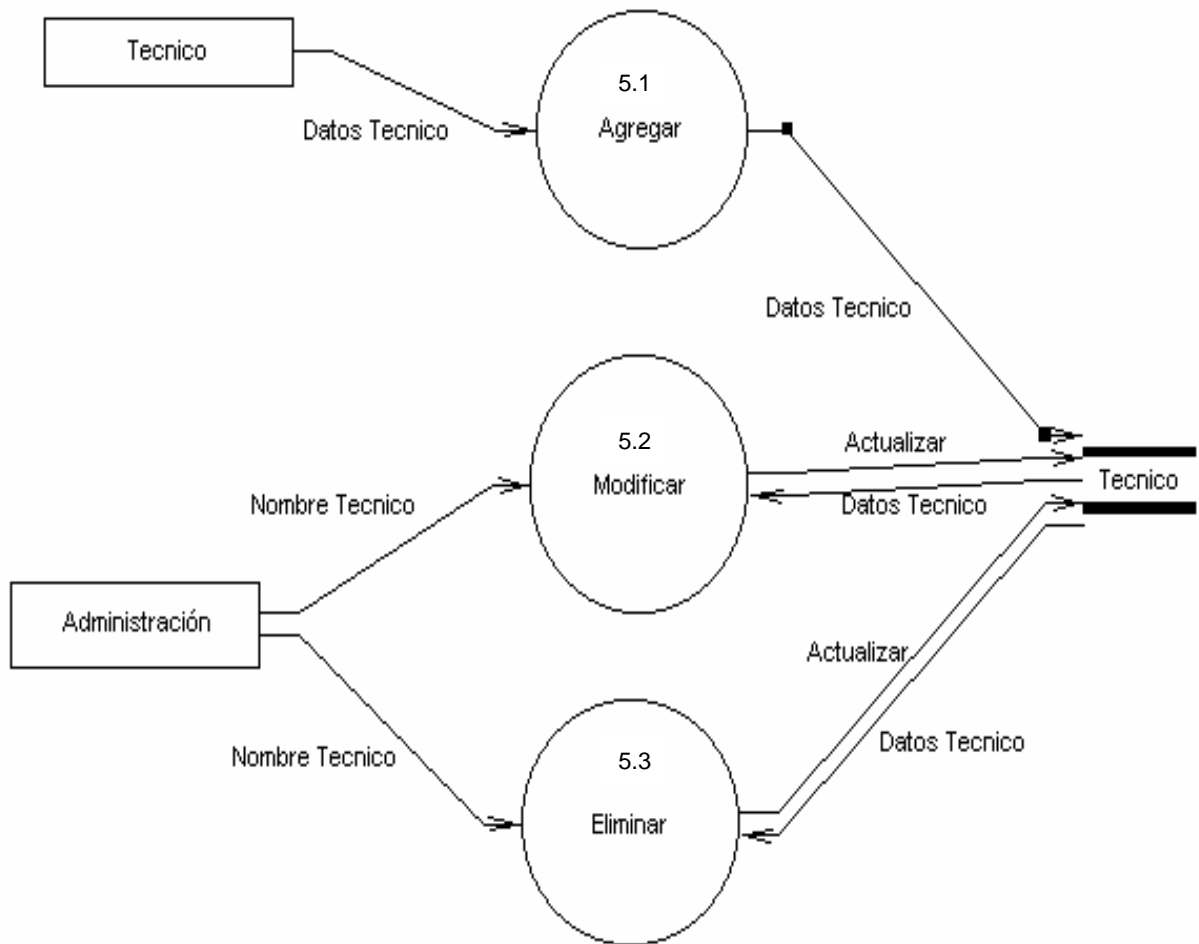 Tecnico
Datos Tecnico
5.1
Agregar
Datos Tecnico
5.2
Modificar
Actualizar
Datos Tecnico
Tecnico
Nombre Tecnico
Administración
Nombre Tecnico
Actualizar
Datos Tecnico
5.3
Eliminar